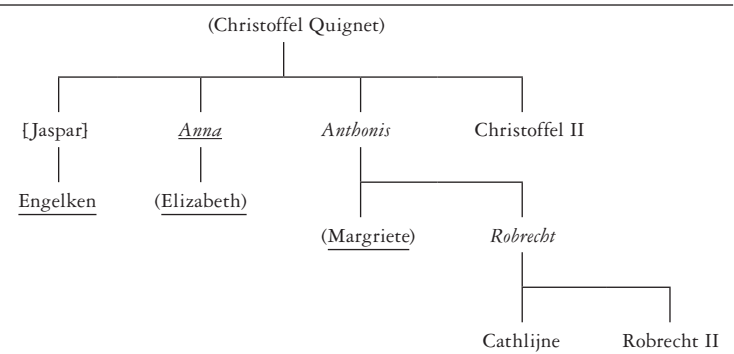 (Christoffel Quignet)
{Jaspar} Anna Anthonis Christoffel II
Engelken (Elizabeth)
(Margriete) Robrecht
Cathlijne Robrecht II